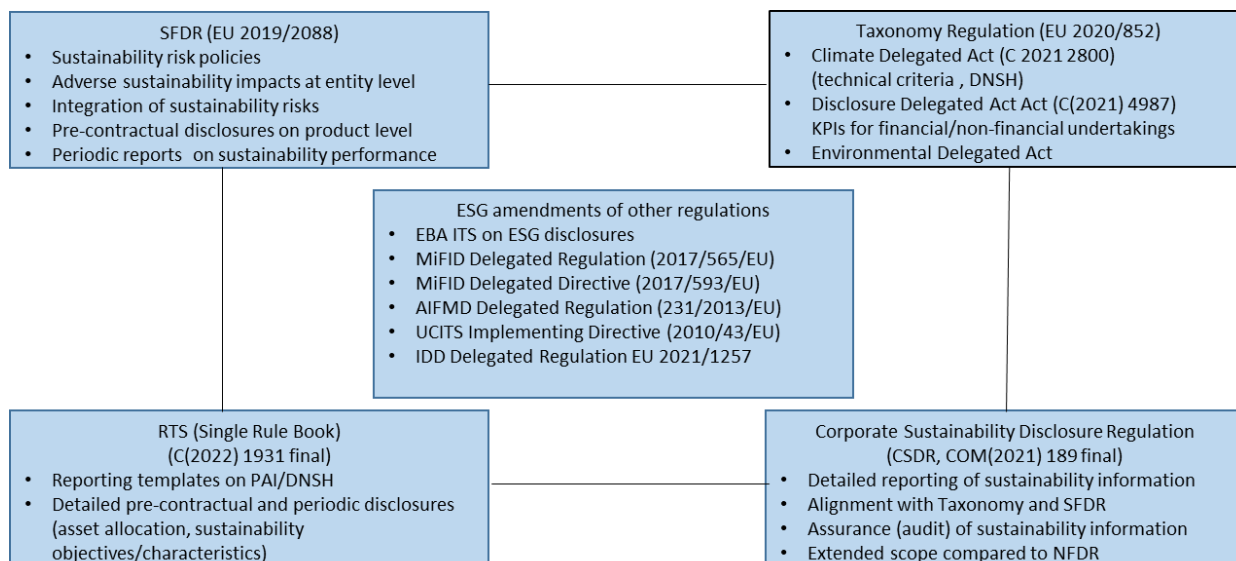 SFDR (EU 2019/2088)
• Sustainability risk policies
• Adverse sustainability impacts at entity level
• Integration of sustainability risks
• Pre-contractual disclosures on product level
• Periodic reports on sustainability performance
Taxonomy Regulation (EU 2020/852)
• Climate Delegated Act (C 2021 2800)
(technical criteria , DNSH)
• Disclosure Delegated Act Act (C(2021) 4987)
KPIs for financial/non-financial undertakings
• Environmental Delegated Act
ESG amendments of other regulations
• EBA ITS on ESG disclosures
• MiFID Delegated Regulation (2017/565/EU)
• MiFID Delegated Directive (2017/593/EU)
• AIFMD Delegated Regulation (231/2013/EU)
• UCITS Implementing Directive (2010/43/EU)
• IDD Delegated Regulation EU 2021/1257
RTS (Single Rule Book)
(C(2022) 1931 final)
• Reporting templates on PAI/DNSH
• Detailed pre-contractual and periodic disclosures
(asset allocation, sustainability
objectives/characteristics)
Corporate Sustainability Disclosure Regulation
(CSDR, COM(2021) 189 final)
• Detailed reporting of sustainability information
• Alignment with Taxonomy and SFDR
• Assurance (audit) of sustainability information
• Extended scope compared to NFDR